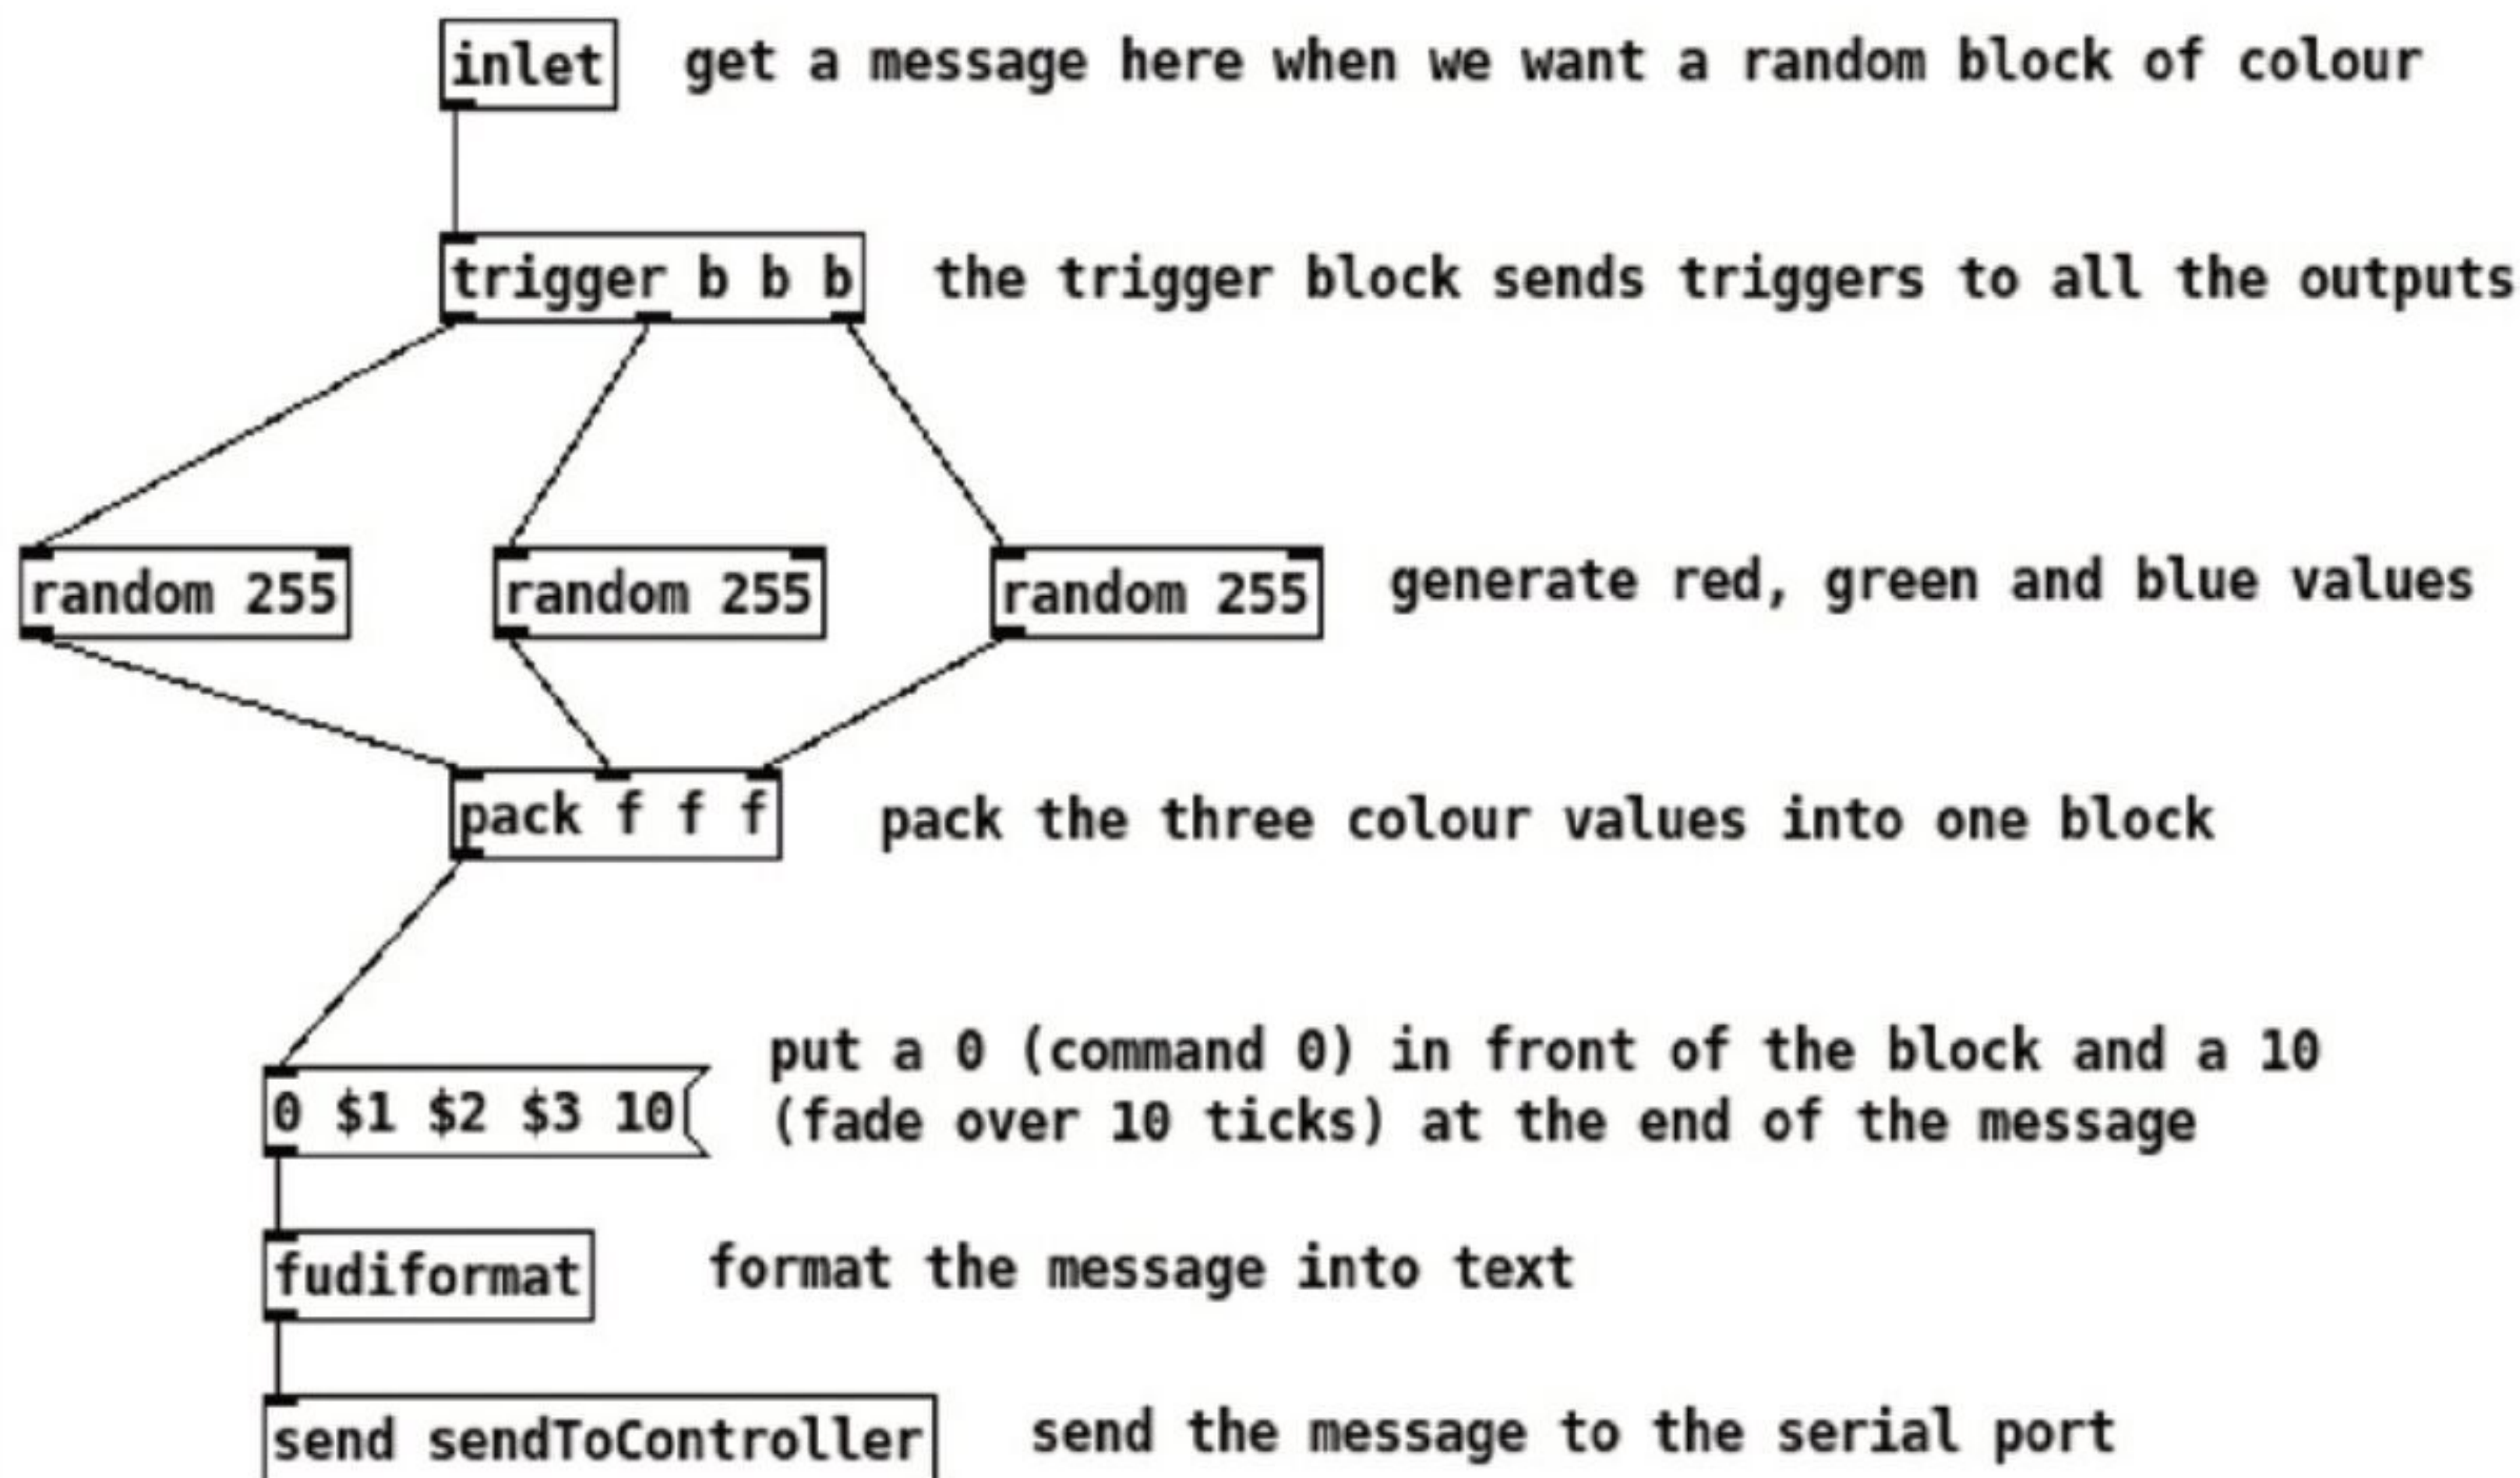 inlet get a message here when we want a random block of colour
trigger b b b the trigger block sends triggers to all the outputs
random 255 random 255 random 255 generate red, green and blue values
pack f f f pack the three colour values into one block
put a 0 (command 0) in front of the block and a 10
0 $1 $2 $3 10 (fade over 10 ticks) at the end of the message
fudiformat format the message into text
send sendToController send the message to the serial port